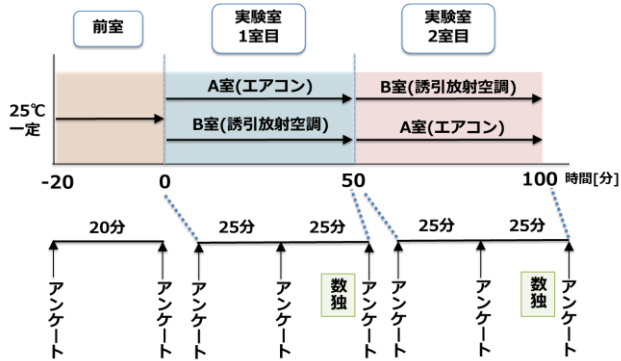 前室
実験室
1室目
実験室
2室目
25℃
一定
A室(エアコン)
B室(誘引放射空調)
B室(誘引放射空調)
A室(エアコン)
-20
0
50
100
時間[分]
20分
25分
25分
25分
25分
アンケート
アンケート
アンケート
アンケート
数独
アンケート
アンケート
アンケート
数独
アンケート